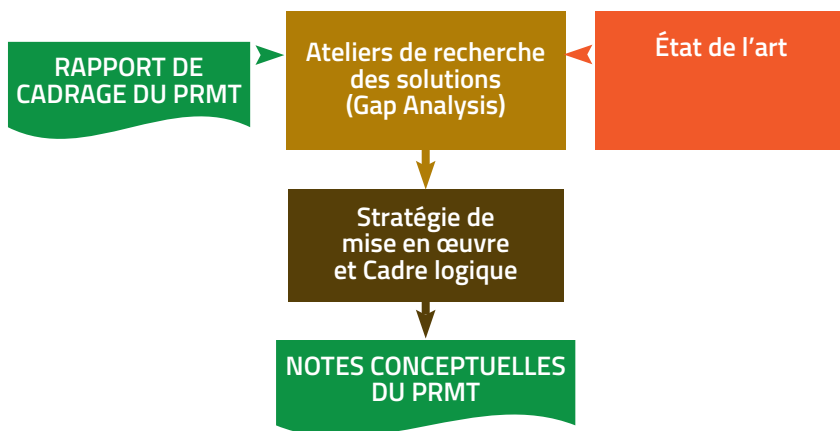 RAPPORT DE
CADRAGE DU PRMT
Ateliers de recherche
des solutions
(Gap Analysis)
État de l’art
Stratégie de
mise en œuvre
et Cadre logique
NOTES CONCEPTUELLES
DU PRMT